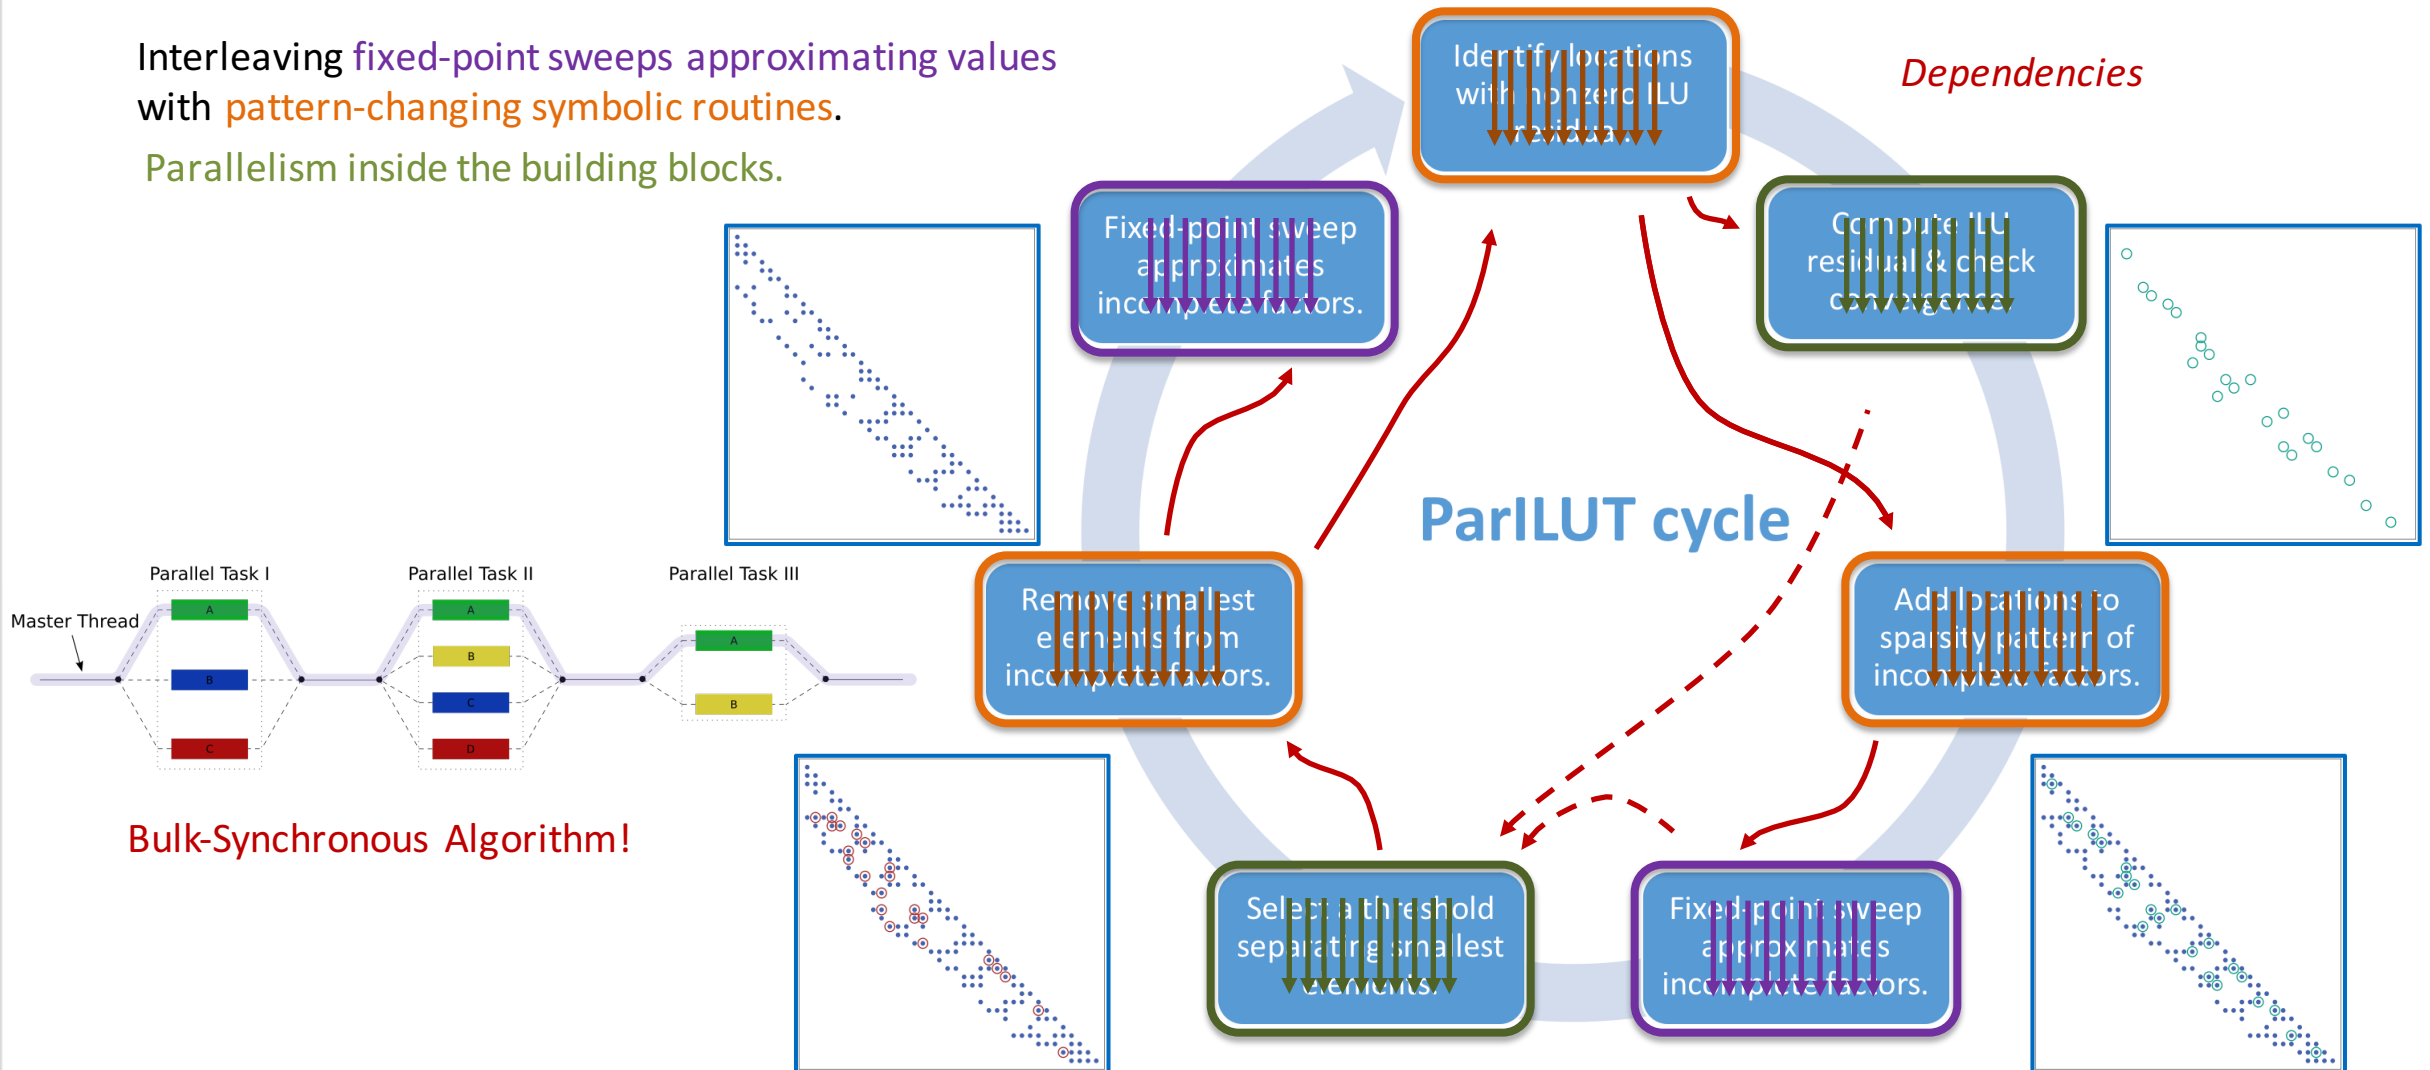 Interleaving fixed-point sweeps approximating values
with pattern-changing symbolic routines.
Parallelism inside the building blocks.
Dependencies
Identify locations
with nonzero ILU
residual.
Compute ILU
residual & check
convergence.
Fixed-point sweep
approximates
incomplete factors.
ParILUT cycle
Add locations to
sparsity pattern of
incomplete factors.
Remove smallest
elements from
incomplete factors.
Select a threshold
separating smallest
elements.
Fixed-point sweep
approximates
incomplete factors.
Parallel Task I
Parallel Task II
Parallel Task III
Master Thread
A
B
C
A
B
C
D
A
B
Bulk-Synchronous Algorithm!